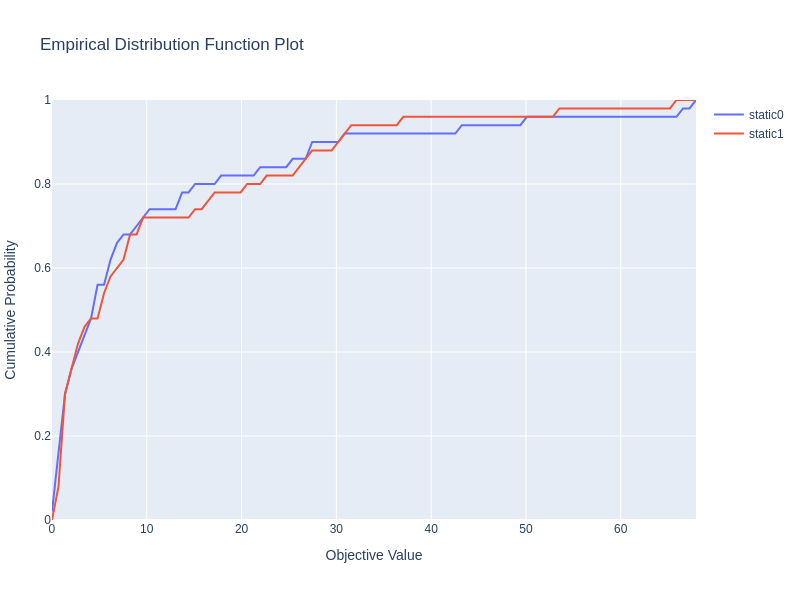 Empirical Distribution Function Plot
1
0.8
0.6
0.4
0.2
0
0 10 20 30 40 50 60
Cumulative Probability
Objective Value
static0
static1